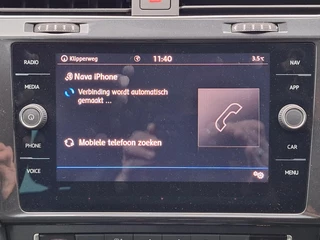 Klipperweg
11:40
3.5°C
RADIO
NAV
Nava iPhone
MEDIA
APP
Verbinding wordt automatisch
gemaakt ...
PHONE
CAR
Mobiele telefoon zoeken
VOICE
MENU